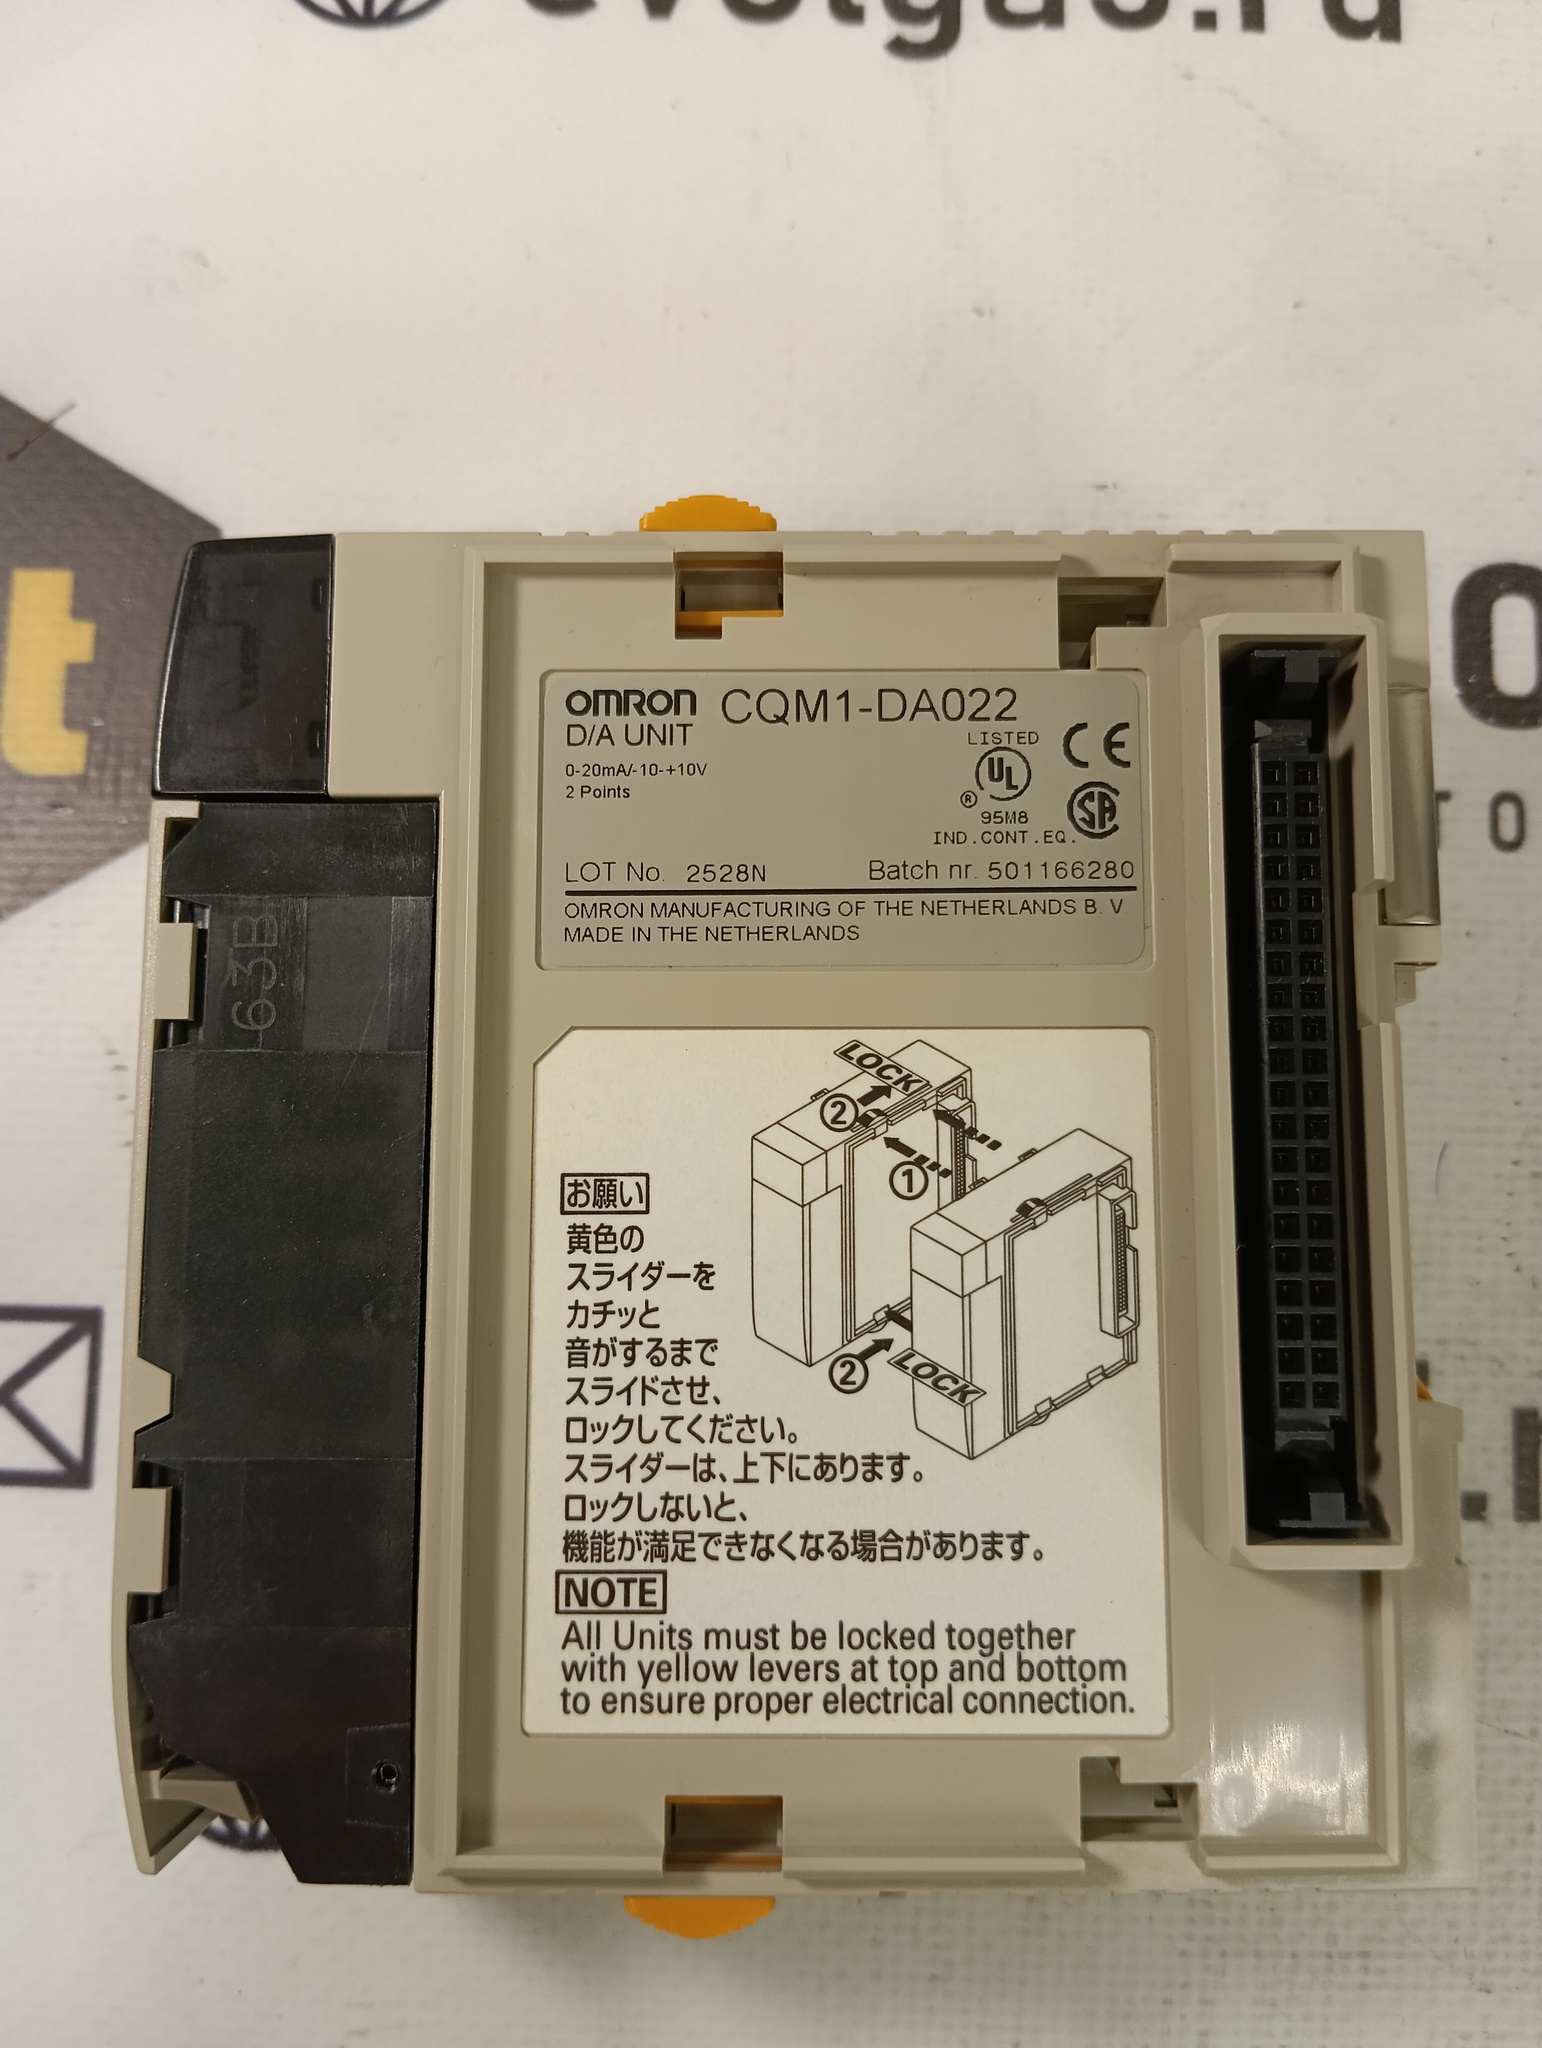 OMRON CQM1-DA022
D/A UNIT
0-20mA/-10-+10V
2 Points
LISTED
UL
®
CE
SA
95M8
IND.CONT.EQ.
LOT No. 2528N Batch nr. 501166280
OMRON MANUFACTURING OF THE NETHERLANDS B. V.
MADE IN THE NETHERLANDS
63B
LOCK
②
①
②
LOCK
お願い
黄色の
スライダーを
カチッと
音がするまで
スライドさせ、
ロックしてください。
スライダーは、上下にあります。
ロックしないと、
機能が満足できなくなる場合があります。
NOTE
All Units must be locked together
with yellow levers at top and bottom
to ensure proper electrical connection.